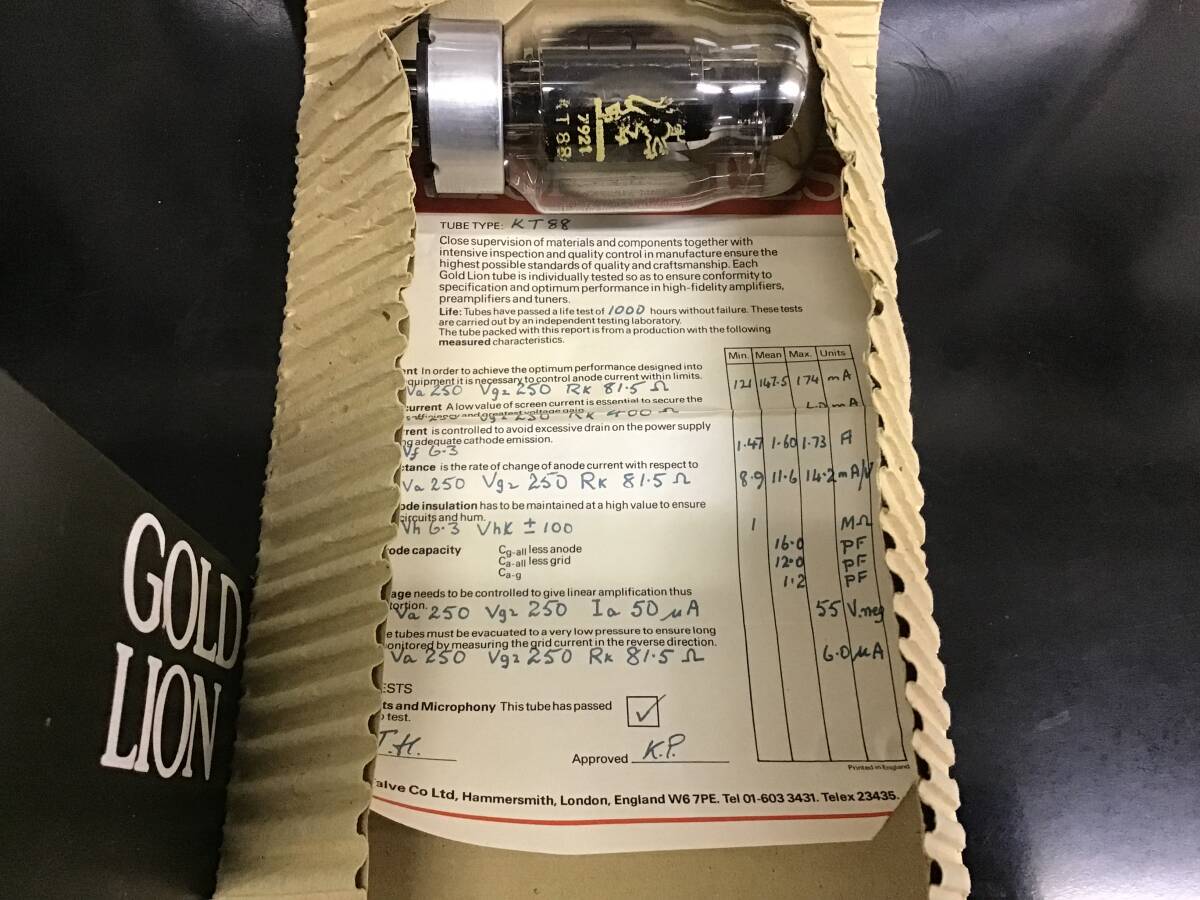 KT88
7921
S
TUBE TYPE: KT88
Close supervision of materials and components together with
intensive inspection and quality control in manufacture ensure the
highest possible standards of quality and craftsmanship. Each
Gold Lion tube is individually tested so as to ensure conformity to
specification and optimum performance in high-fidelity amplifiers,
preamplifiers and tuners.
Life: Tubes have passed a life test of 1000 hours without failure. These tests
are carried out by an independent testing laboratory.
The tube packed with this report is from a production with the following
measured characteristics.
Min. Mean Max. Units
nt In order to achieve the optimum performance designed into
quipment it is necessary to control anode current within limits.
Va 250 Vg2 250 Rk 81.5 Ω 121 147.5 174 mA
current A low value of screen current is essential to secure the
Rk 400 Ω mA
rent is controlled to avoid excessive drain on the power supply
g adequate cathode emission.
Vf 6.3 1.47 1.60 1.73 A
tance is the rate of change of anode current with respect to
Va 250 Vg2 250 Rk 81.5 Ω 8.9 11.6 14.2 mA/V
ode insulation has to be maintained at a high value to ensure
circuits and hum.
Vh 6.3 Vhk ± 100 1 MΩ
ode capacity Cg-all less anode 16.0 pF
Ca-all less grid 12.0 pF
Ca-g 1.2 pF
age needs to be controlled to give linear amplification thus
tortion.
Va 250 Vg2 250 Ia 50 µA 55 V.neg
e tubes must be evacuated to a very low pressure to ensure long
onitored by measuring the grid current in the reverse direction.
Va 250 Vg2 250 Rk 81.5 Ω 6.0 µA
ESTS
ts and Microphony This tube has passed
test. ✓
T.H. Approved K.P.
Printed in England
alve Co Ltd, Hammersmith, London, England W6 7PE. Tel 01-603 3431. Telex 23435.
GOLD
LION